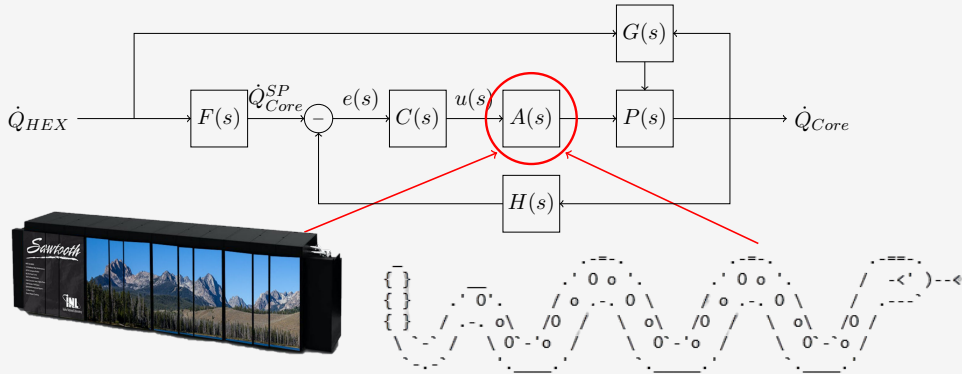 G(s)
Q̇_HEX F(s) Q̇^SP_Core − e(s) C(s) u(s) A(s) P(s) Q̇_Core
H(s)
Sawtooth
INL